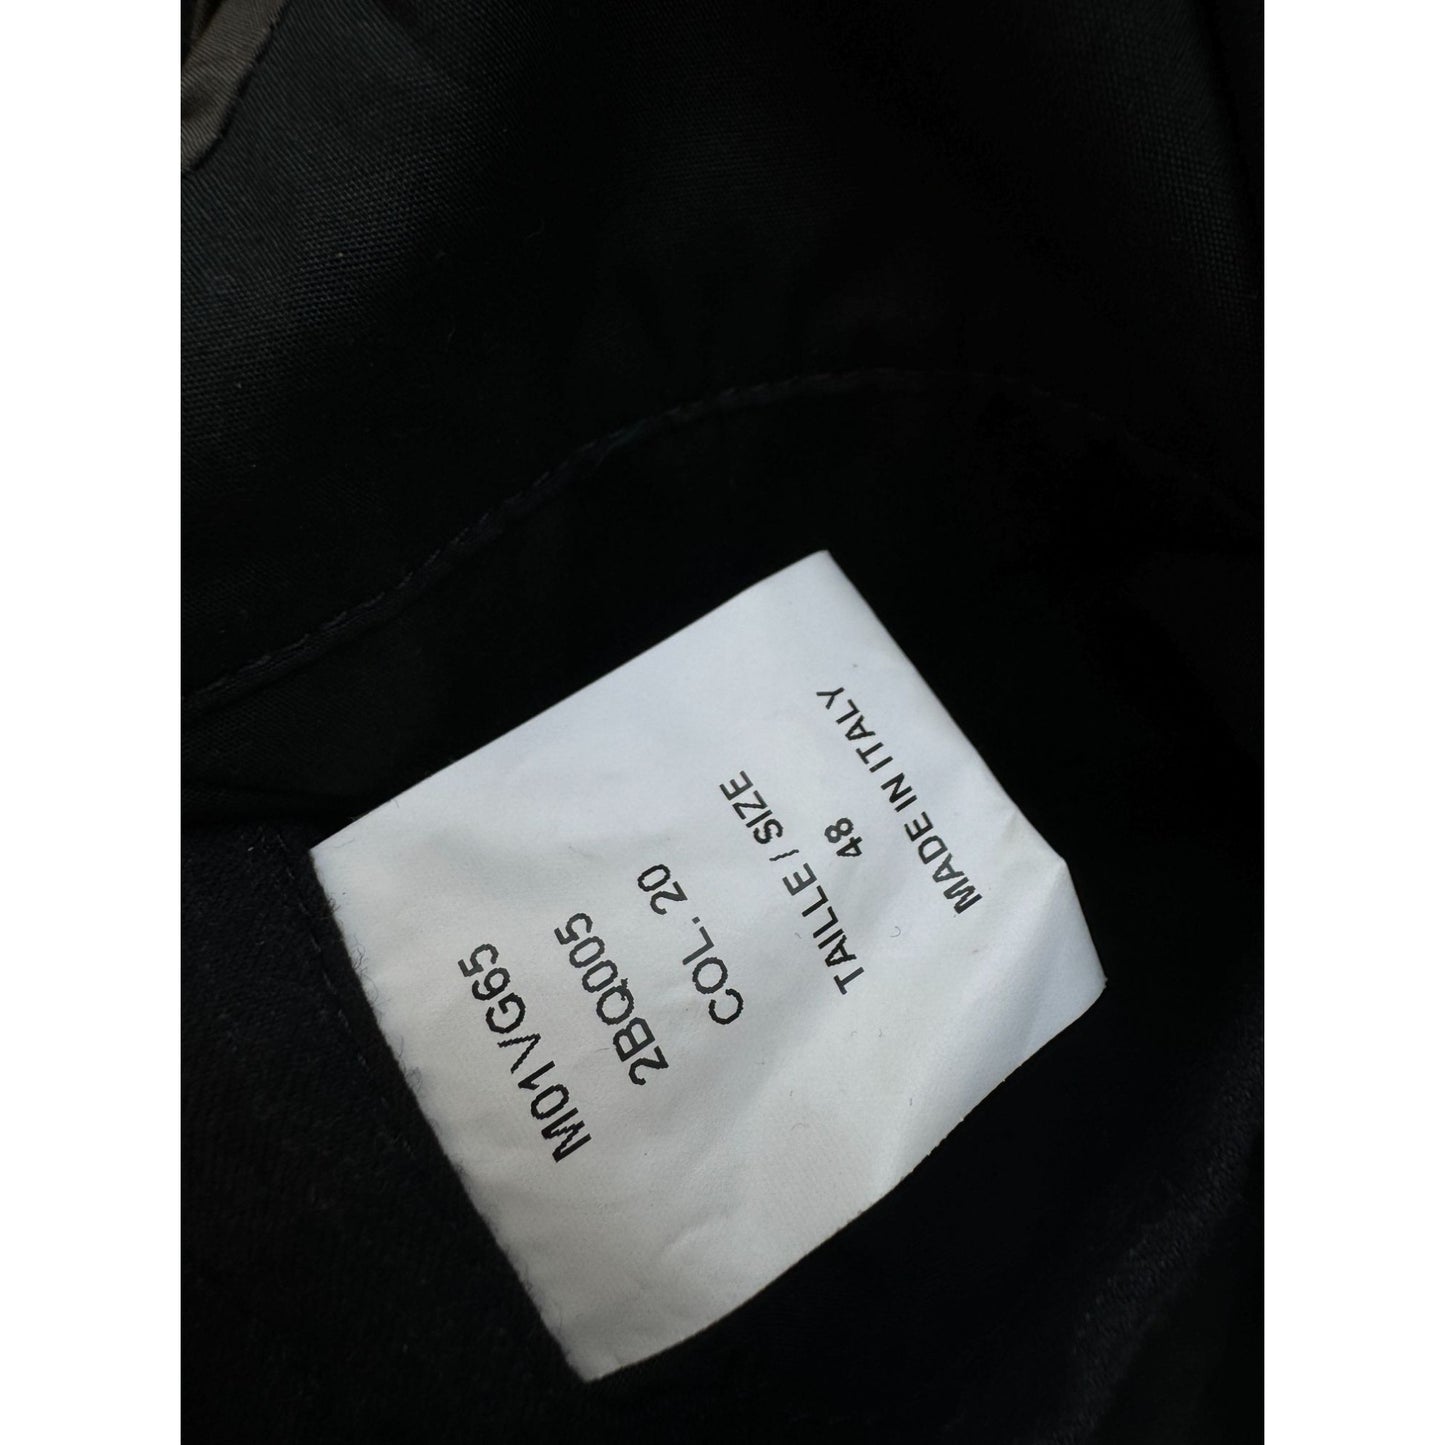 M01VG65
2BQ005
COL. 20
TAILLE / SIZE
48
MADE IN ITALY